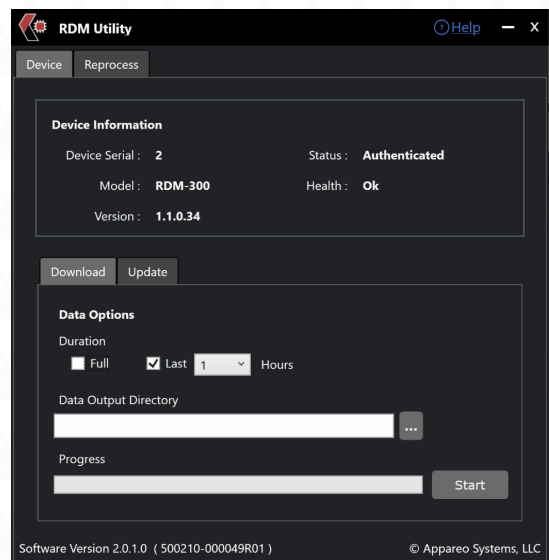 RDM Utility ? Help – X
Device Reprocess
Device Information
Device Serial : 2 Status : Authenticated
Model : RDM-300 Health : Ok
Version : 1.1.0.34
Download Update
Data Options
Duration
Full Last 1 Hours
Data Output Directory
...
Progress
Start
Software Version 2.0.1.0 ( 500210-000049R01 ) © Appareo Systems, LLC